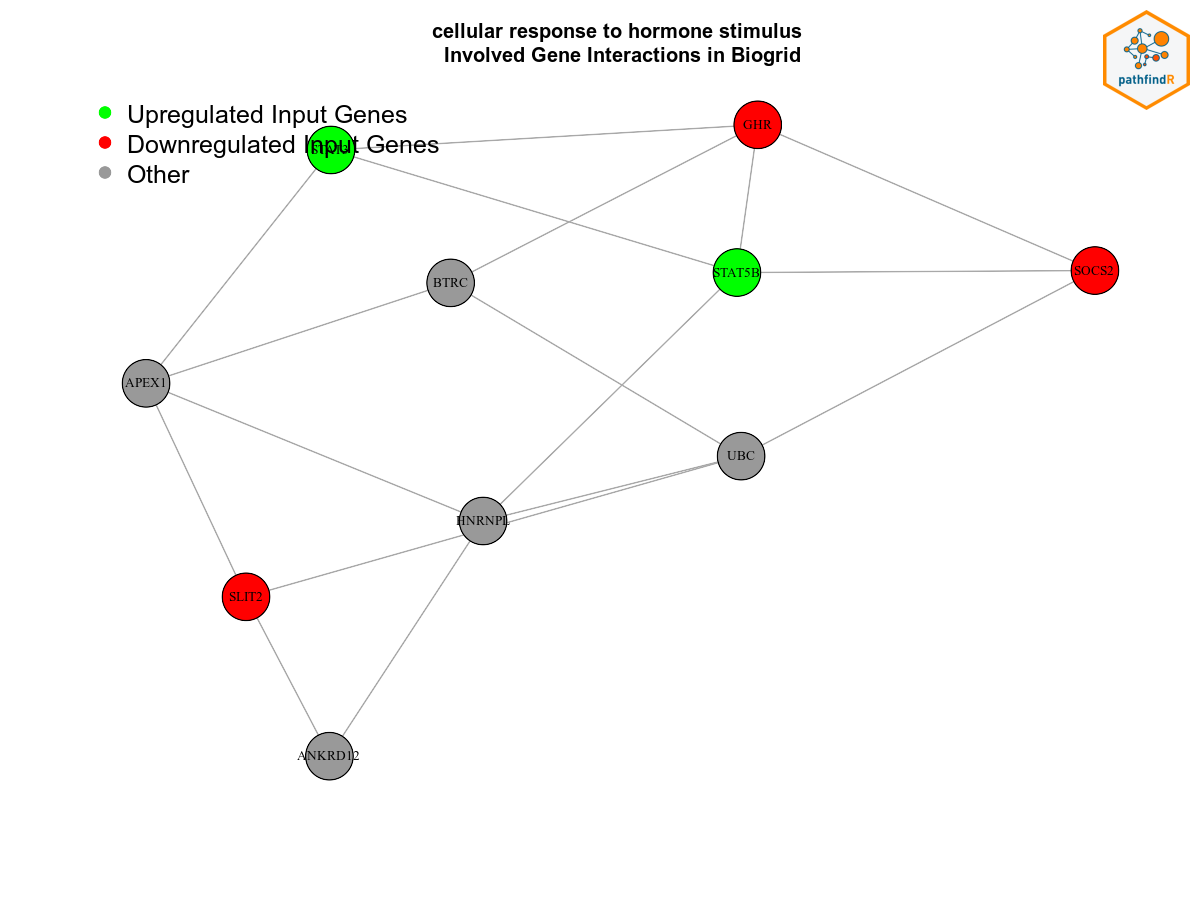 cellular response to hormone stimulus
Involved Gene Interactions in Biogrid
pathfindR
Upregulated Input Genes
Downregulated Input Genes
Other
GHR
STAT5B
SOCS2
BTRC
APEX1
UBC
HNRNPL
SLIT2
ANKRD12